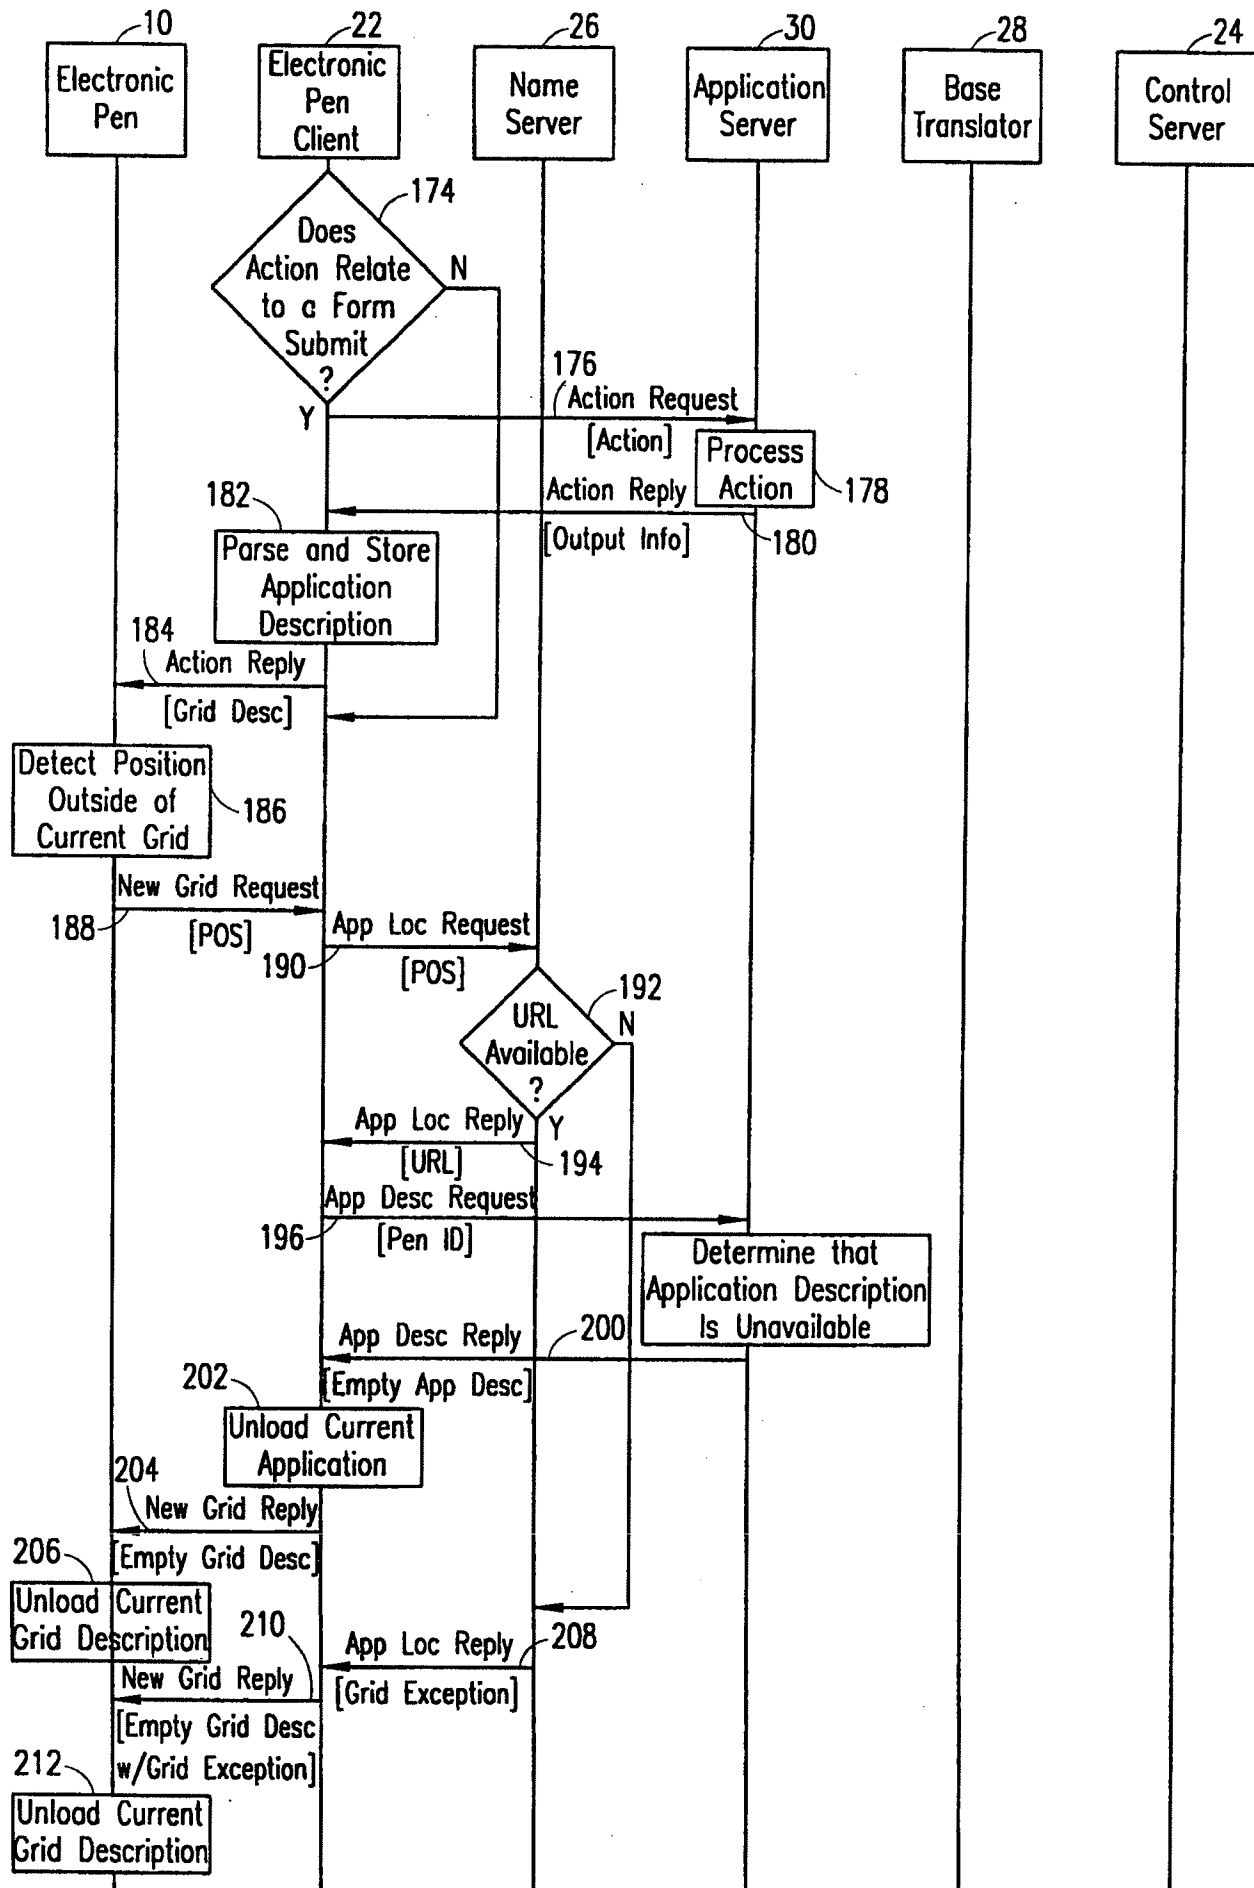 10
22
26
30
28
24
Electronic
Pen
Electronic
Pen
Client
Name
Server
Application
Server
Base
Translator
Control
Server
174
Does
Action Relate
to a Form
Submit
?
N
Y
176
Action Request
[Action]
Process
Action
178
Action Reply
[Output Info]
180
182
Parse and Store
Application
Description
184
Action Reply
[Grid Desc]
Detect Position
Outside of
Current Grid
186
New Grid Request
188
[POS]
App Loc Request
190
[POS]
192
URL
Available
?
N
Y
App Loc Reply
[URL]
194
App Desc Request
196
[Pen ID]
Determine that
Application Description
Is Unavailable
App Desc Reply
200
[Empty App Desc]
202
Unload Current
Application
204
New Grid Reply
[Empty Grid Desc]
206
Unload Current
Grid Description
App Loc Reply
208
[Grid Exception]
210
New Grid Reply
[Empty Grid Desc
w/Grid Exception]
212
Unload Current
Grid Description